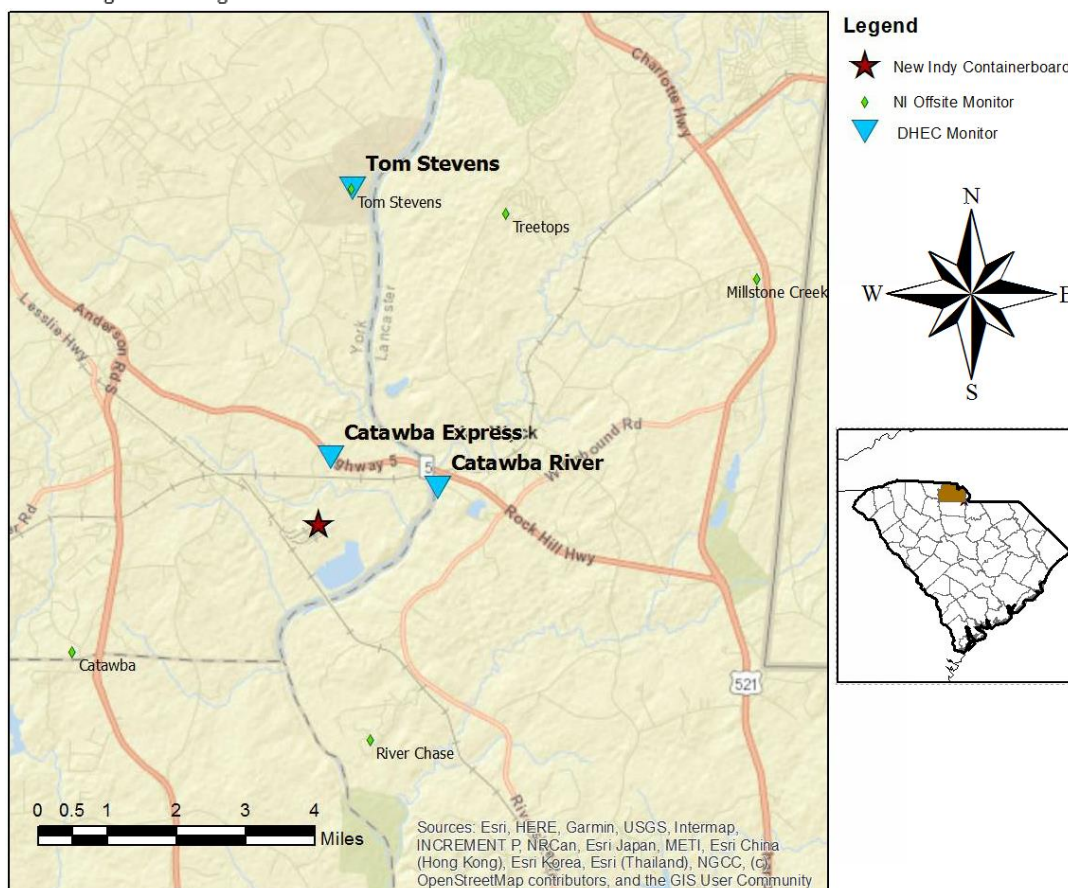 Legend
New Indy Containerboard
NI Offsite Monitor
DHEC Monitor
Charlotte Hwy
Tom Stevens
Tom Stevens
Treetops
Millstone Creek
Lesslie Hwy
Anderson Rd S
York
Lancaster
Catawba Express
ghway 5
5
Catawba River
Rock Hill Hwy
521
Catawba
River Chase
0 0.5 1 2 3 4
Miles
Sources: Esri, HERE, Garmin, USGS, Intermap,
INCREMENT P, NRCan, Esri Japan, METI, Esri China
(Hong Kong), Esri Korea, Esri (Thailand), NGCC, (c)
OpenStreetMap contributors, and the GIS User Community
N
W
E
S